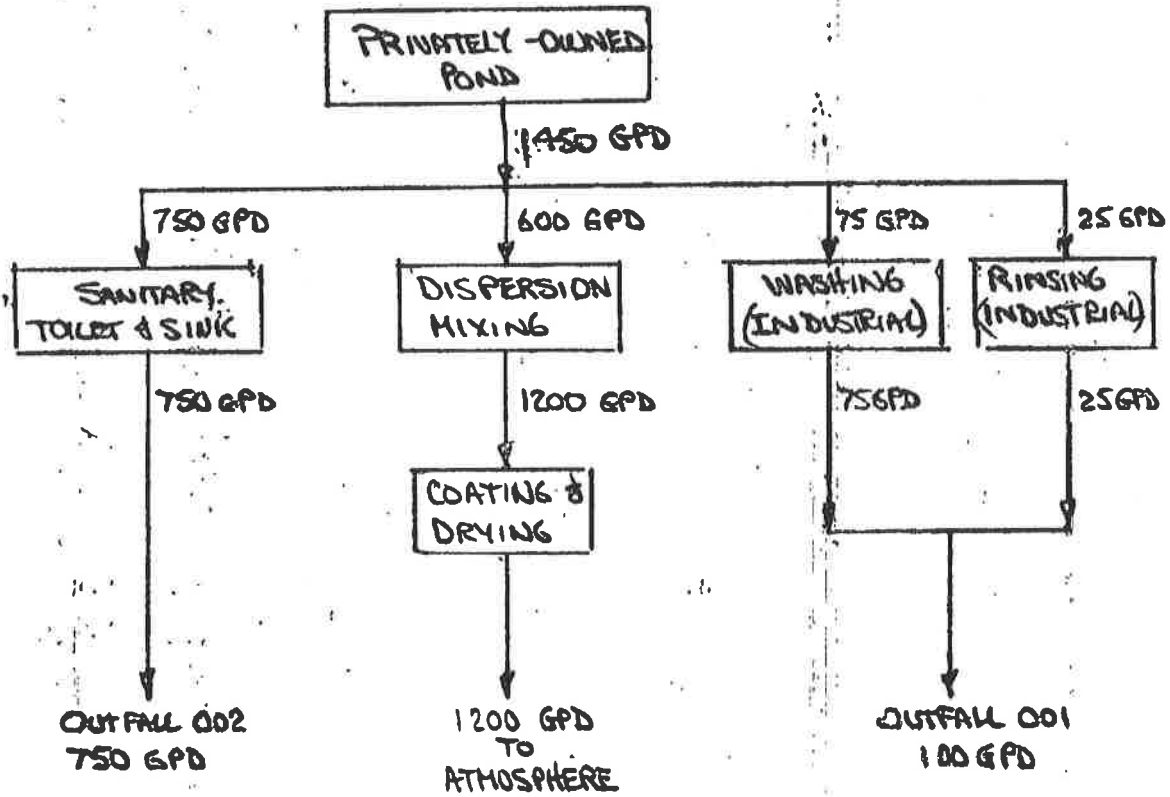 PRIVATELY-OWNED
POND
1450 GPD
750 GPD
600 GPD
75 GPD
25 GPD
SANITARY.
TOILET & SINK
DISPERSION
MIXING
WASHING
(INDUSTRIAL)
RINSING
(INDUSTRIAL)
750 GPD
1200 GPD
75GPD
25GPD
COATING &
DRYING
OUTFALL 002
750 GPD
1200 GPD
TO
ATMOSPHERE
OUTFALL 001
100 GPD